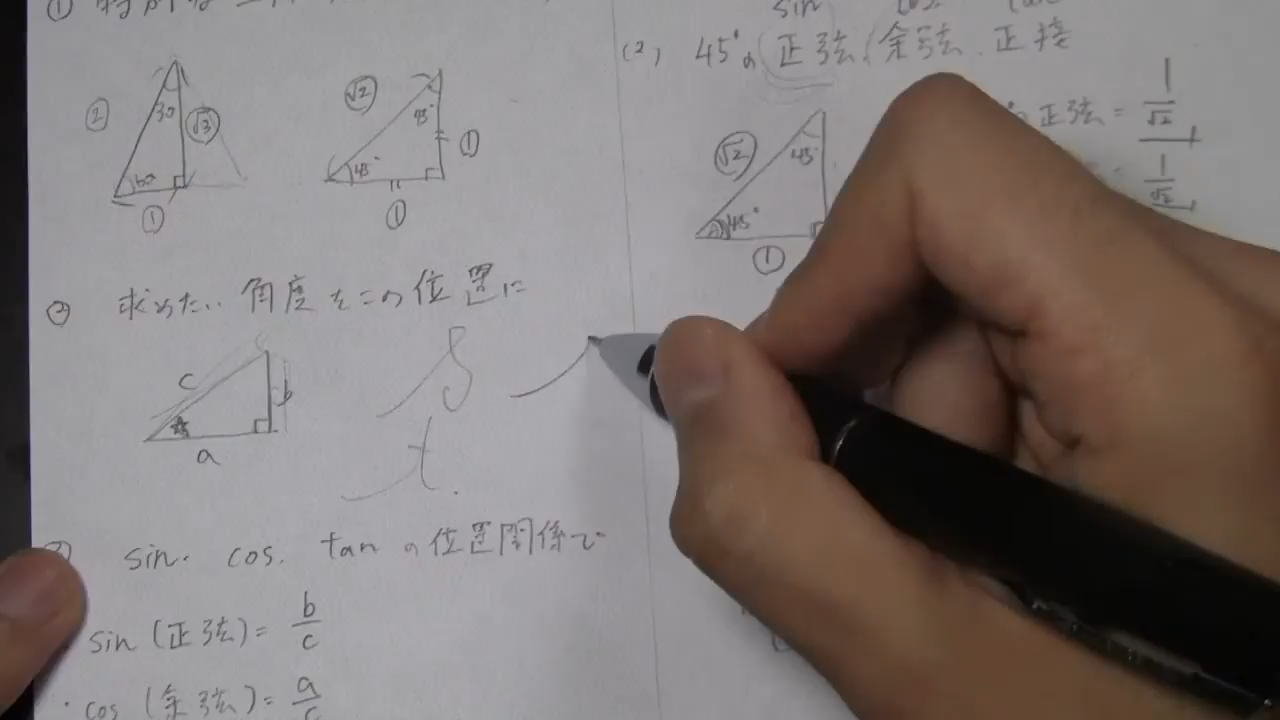 ①
30
②
√3
60
①
√2
45°
45°
①
①
② 求めたい角度をこの位置に
c
b
a
s
t
sin. cos. tan の位置関係で
sin (正弦) = b/c
cos (余弦) = a/c
sin
(2) 45°の(正弦、余弦、正接
正弦 = 1/√2
= 1/√2
√2
45°
45°
①